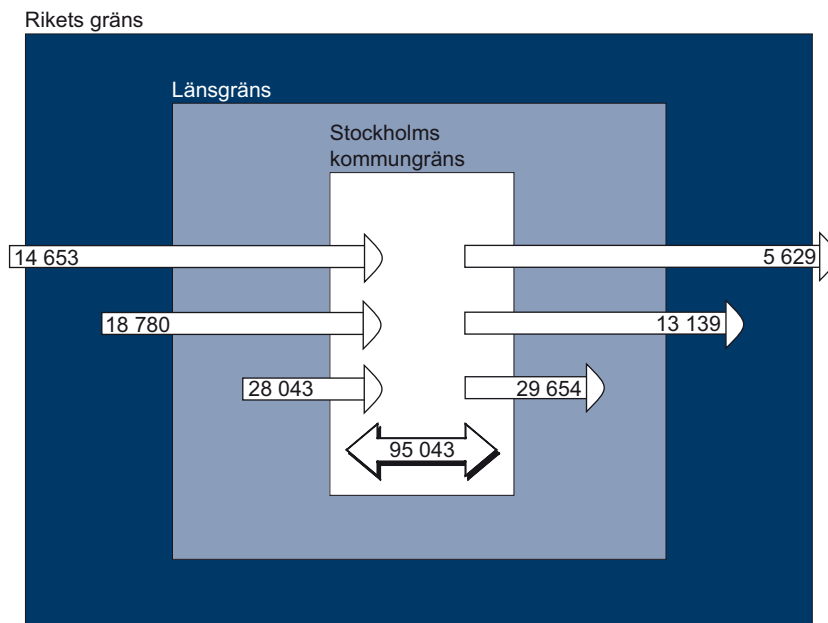 Rikets gräns
Länsgräns
Stockholms
kommungräns
14 653
5 629
18 780
13 139
28 043
29 654
95 043